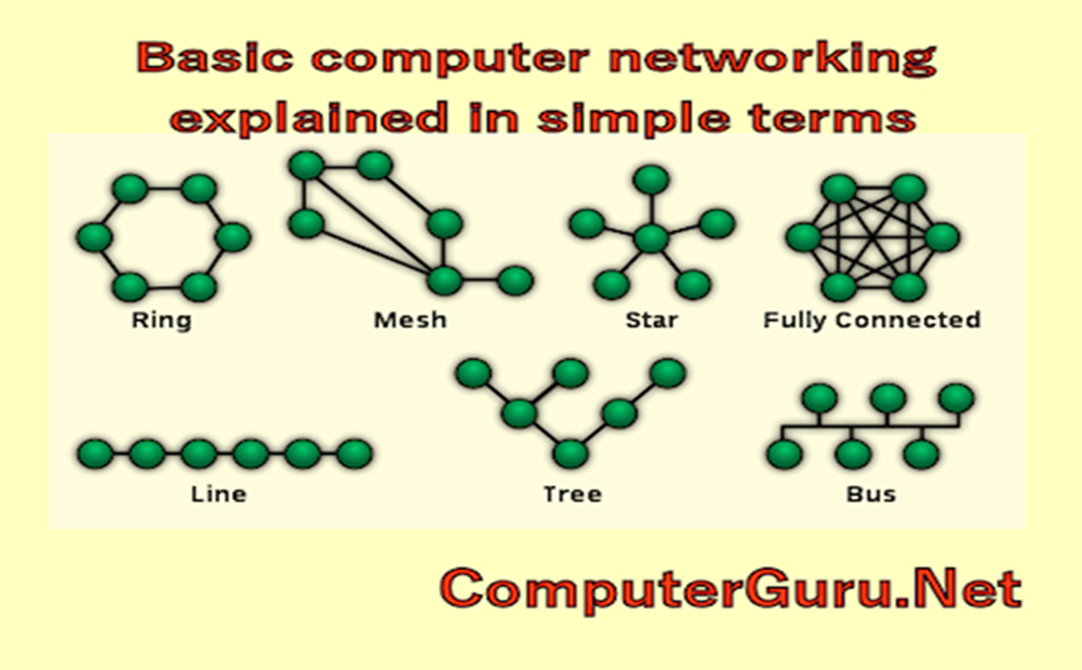 Basic computer networking
explained in simple terms
Ring
Mesh
Star
Fully Connected
Line
Tree
Bus
ComputerGuru.Net